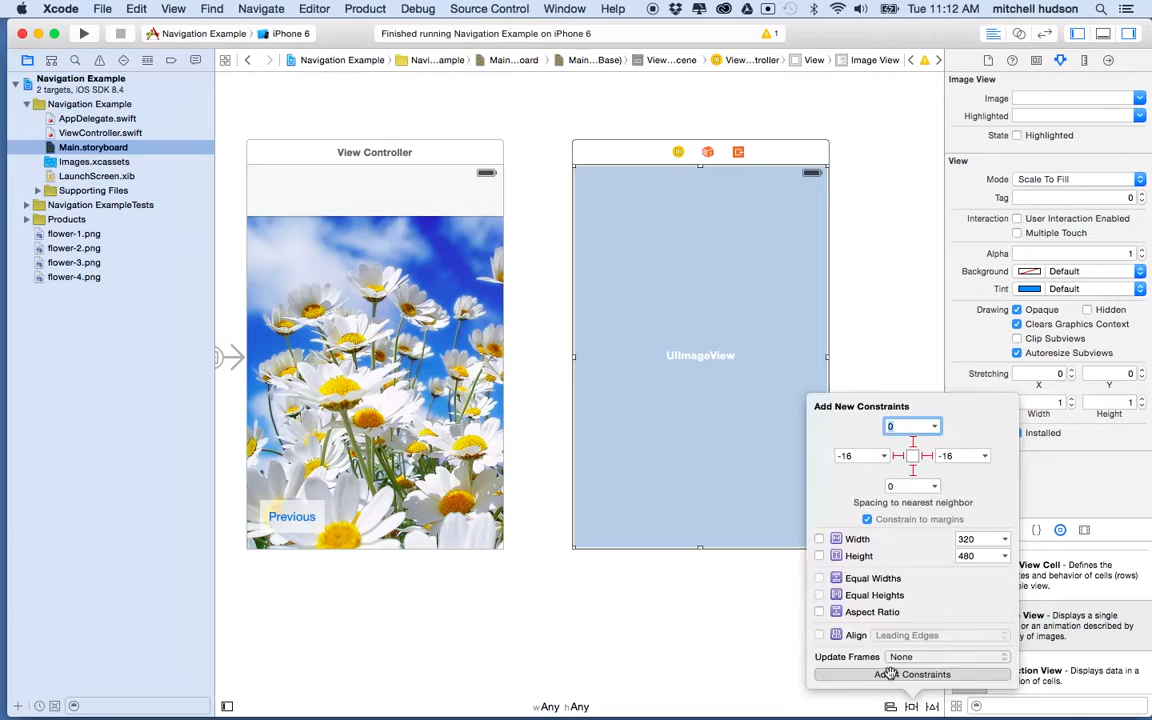 Xcode File Edit View Find Navigate Editor Product Debug Source Control Window Help Tue 11:12 AM mitchell hudson
Navigation Example iPhone 6 Finished running Navigation Example on iPhone 6 1
Navigation Example Navi...ample Main....oard Main...Base) View...cene View...troller View Image View
Navigation Example
2 targets, iOS SDK 8.4
Navigation Example
AppDelegate.swift
ViewController.swift
Main.storyboard
Images.xcassets
LaunchScreen.xib
Supporting Files
Navigation ExampleTests
Products
flower-1.png
flower-2.png
flower-3.png
flower-4.png
View Controller
Previous
UIImageView
wAny hAny
Add New Constraints
0
-16 -16
0
Spacing to nearest neighbor
Constrain to margins
Width 320
Height 480
Equal Widths
Equal Heights
Aspect Ratio
Align Leading Edges
Update Frames None
Constraints
Image View
Image
Highlighted
State Highlighted
View
Mode Scale To Fill
Tag 0
Interaction User Interaction Enabled
Multiple Touch
Alpha 1
Background Default
Tint Default
Drawing Opaque Hidden
Clears Graphics Context
Clip Subviews
Autoresize Subviews
Stretching 0 0
X Y
1 1
Width Height
Installed
View Cell - Defines the
es and behavior of cells (rows)
ble view.
View - Displays a single
or an animation described by
y of images.
ction View - Displays data in a
ion of cells.